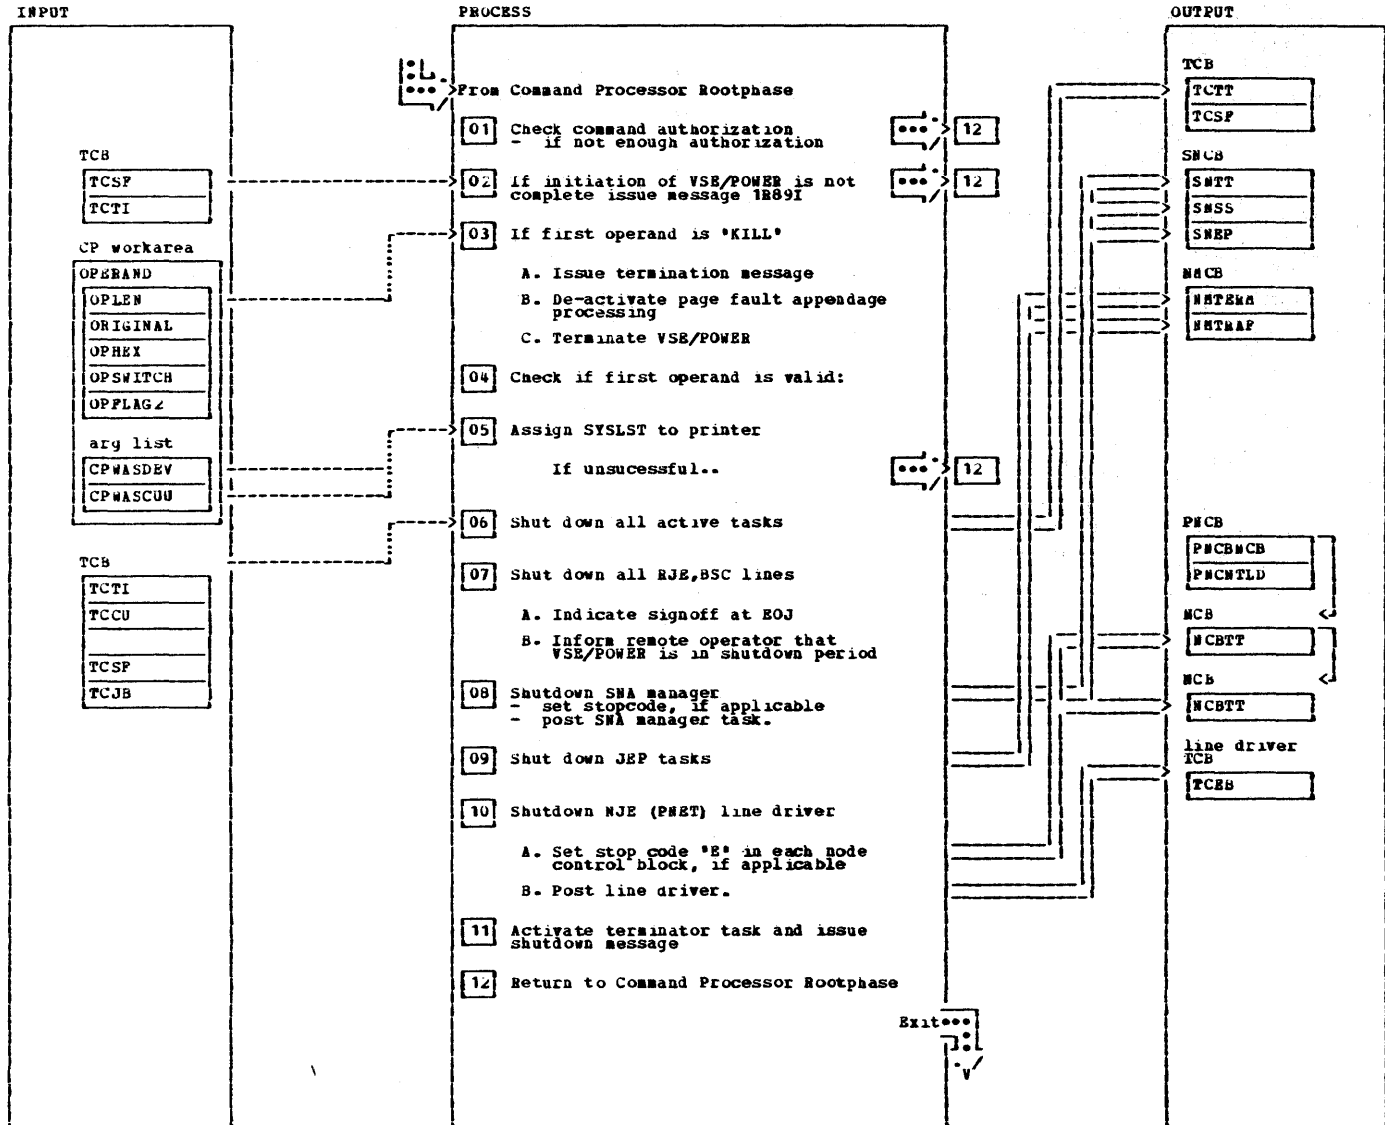 INPUT
PROCESS
OUTPUT
From Command Processor Rootphase
01 Check command authorization
- if not enough authorization
12
02 If initiation of VSE/POWER is not
complete issue message 1R89I
12
03 If first operand is "KILL"
A. Issue termination message
B. De-activate page fault appendage
processing
C. Terminate VSE/POWER
04 Check if first operand is valid:
05 Assign SYSLST to printer
If unsucessful..
12
06 Shut down all active tasks
07 Shut down all RJE,BSC lines
A. Indicate signoff at EOJ
B. Inform remote operator that
VSE/POWER is in shutdown period
08 Shutdown SNA manager
- set stopcode, if applicable
- post SNA manager task.
09 Shut down JEP tasks
10 Shutdown NJE (PNET) line driver
A. Set stop code "E" in each node
control block, if applicable
B. Post line driver.
11 Activate terminator task and issue
shutdown message
12 Return to Command Processor Rootphase
Exit
TCB
TCSF
TCTI
CP workarea
OPERAND
OPLEN
ORIGINAL
OPHEX
OPSWITCH
OPFLAG2
arg list
CPWASDEV
CPWASCUU
TCB
TCTI
TCCU
TCSF
TCJB
TCB
TCTT
TCSF
SNCB
SNTT
SNSS
SNEP
NMCB
NMTERM
NMTRAF
PNCB
PNCBNCB
PNCNTLD
NCB
NCBTT
NCB
NCBTT
line driver
TCB
TCEB